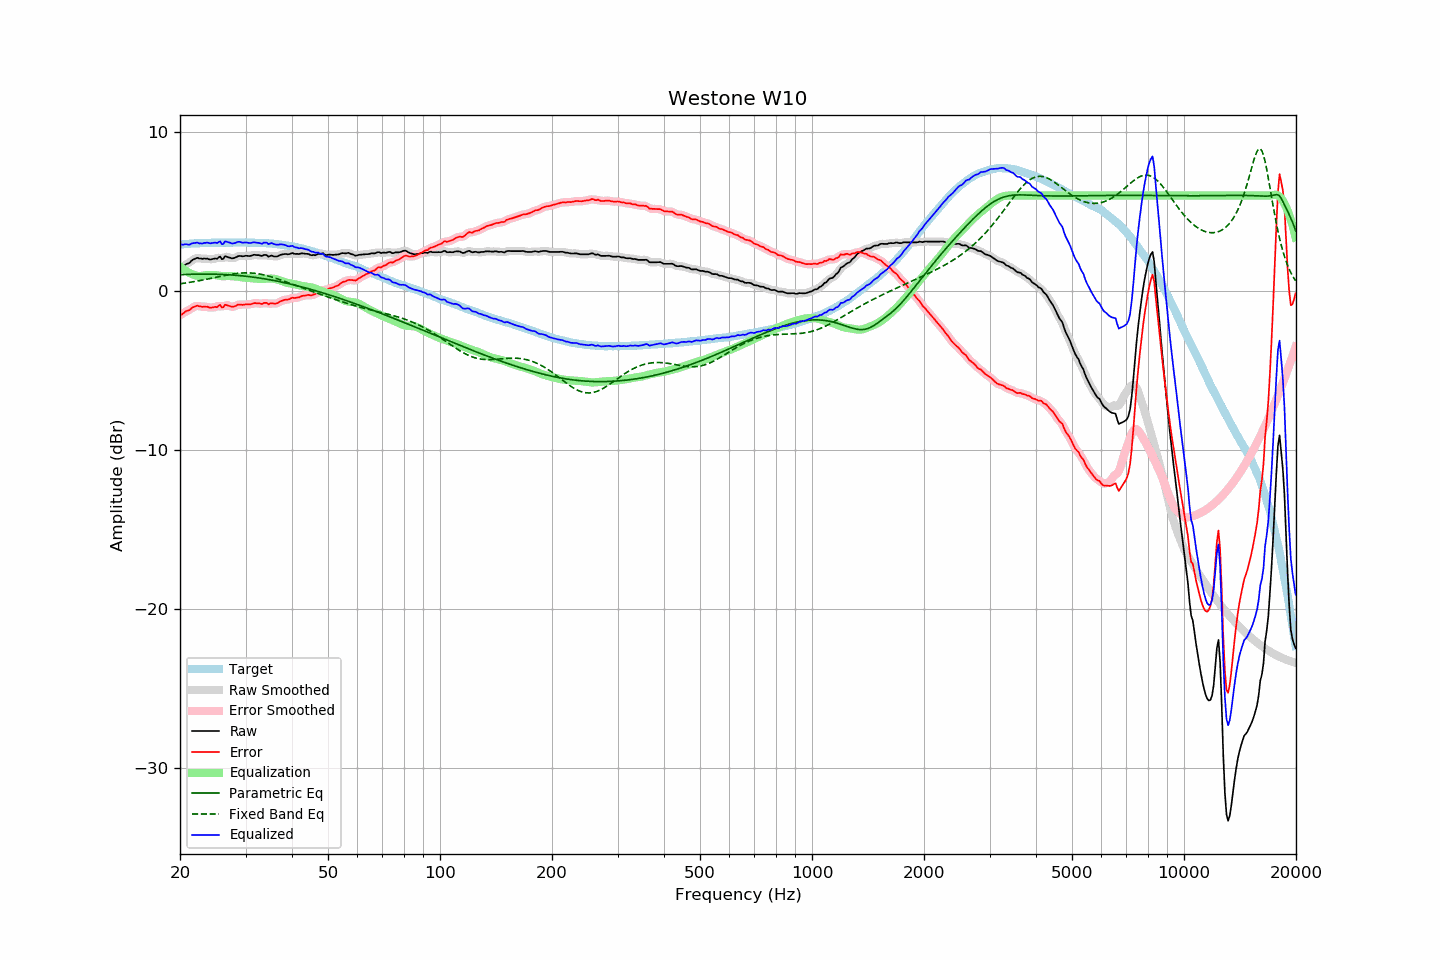 Westone W10
Amplitude (dBr)
10
0
−10
−20
−30
Target
Raw Smoothed
Error Smoothed
Raw
Error
Equalization
Parametric Eq
Fixed Band Eq
Equalized
20 50 100 200 500 1000 2000 5000 10000 20000
Frequency (Hz)